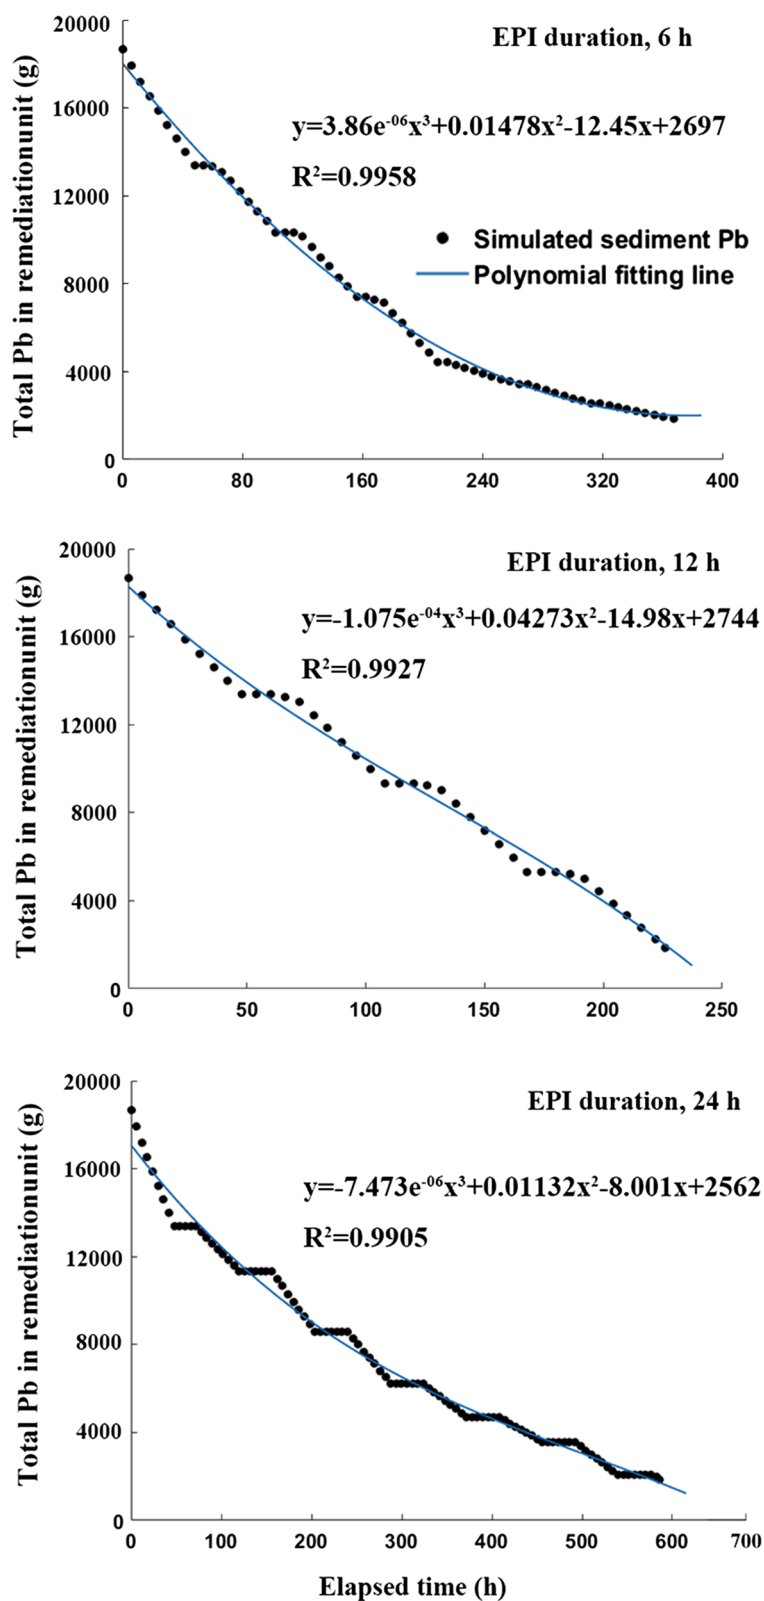 EPI duration, 6 h
y=3.86e-06x3+0.01478x2-12.45x+2697
R2=0.9958
Simulated sediment Pb
Polynomial fitting line
Total Pb in remediationunit (g)
20000
16000
12000
8000
4000
0
0 80 160 240 320 400
EPI duration, 12 h
y=-1.075e-04x3+0.04273x2-14.98x+2744
R2=0.9927
Total Pb in remediationunit (g)
20000
16000
12000
8000
4000
0
0 50 100 150 200 250
EPI duration, 24 h
y=-7.473e-06x3+0.01132x2-8.001x+2562
R2=0.9905
Total Pb in remediationunit (g)
20000
16000
12000
8000
4000
0
0 100 200 300 400 500 600 700
Elapsed time (h)